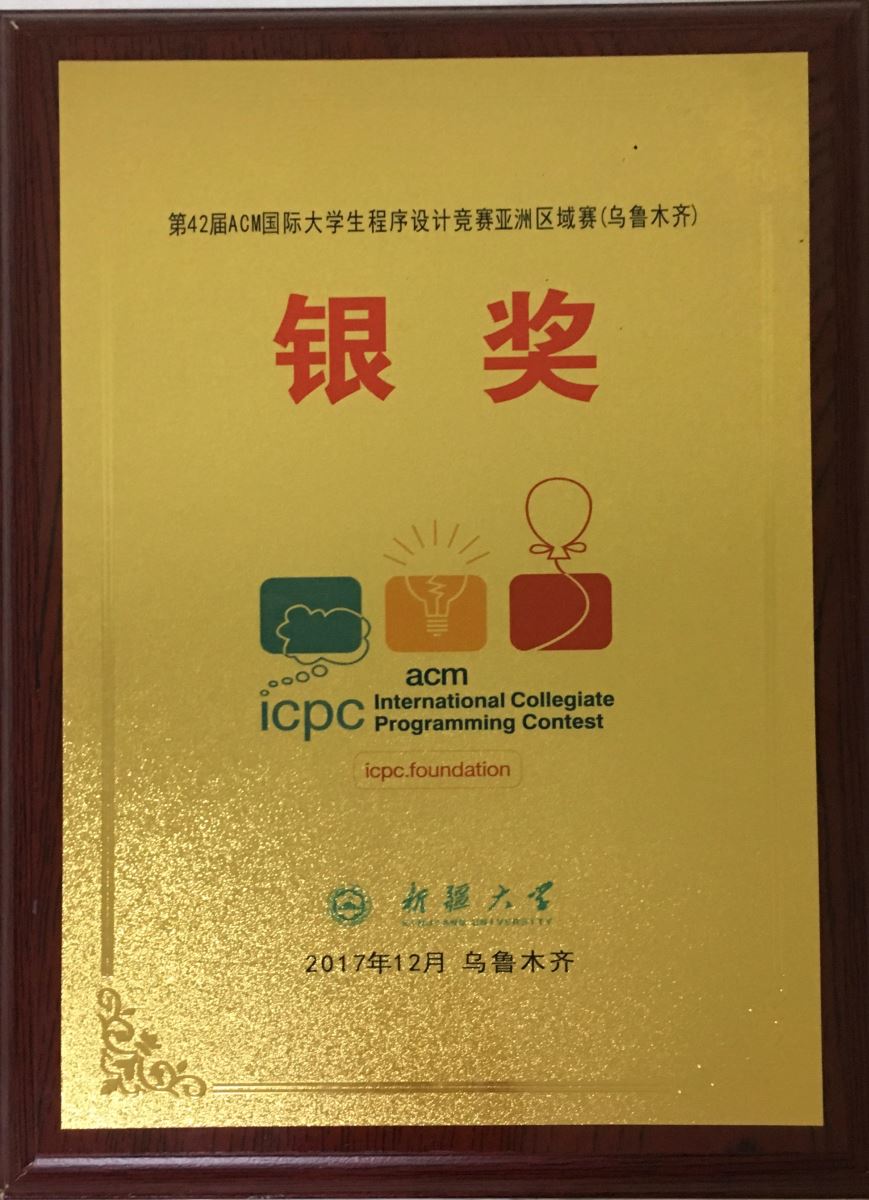 第42届ACM国际大学生程序设计竞赛亚洲区域赛(乌鲁木齐)
银 奖
acm
icpc International Collegiate
Programming Contest
icpc.foundation
新疆大学
XINJIANG UNIVERSITY
2017年12月 乌鲁木齐